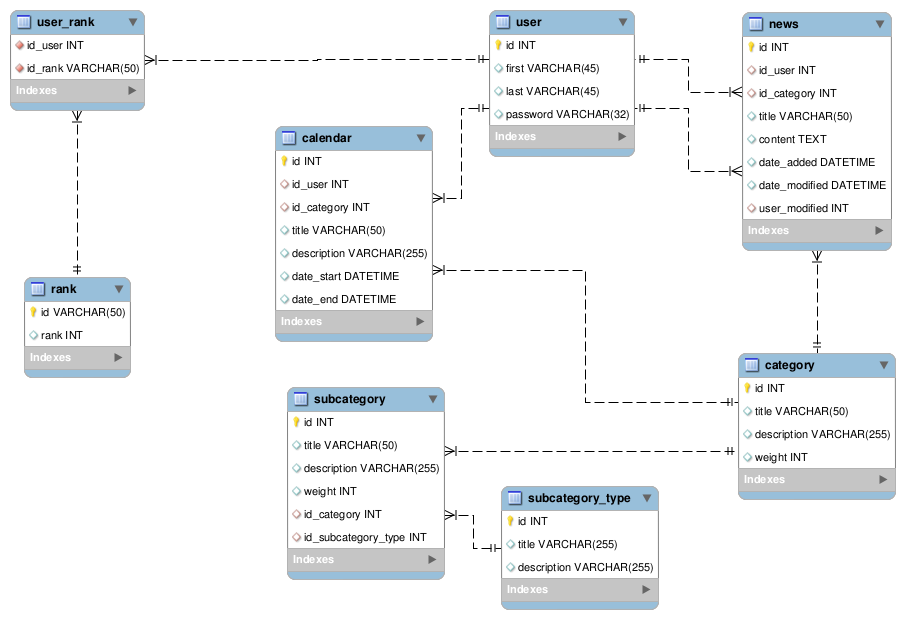 user_rank
id_user INT
id_rank VARCHAR(50)
Indexes
user
id INT
first VARCHAR(45)
last VARCHAR(45)
password VARCHAR(32)
Indexes
news
id INT
id_user INT
id_category INT
title VARCHAR(50)
content TEXT
date_added DATETIME
date_modified DATETIME
user_modified INT
Indexes
calendar
id INT
id_user INT
id_category INT
title VARCHAR(50)
description VARCHAR(255)
date_start DATETIME
date_end DATETIME
Indexes
rank
id VARCHAR(50)
rank INT
Indexes
category
id INT
title VARCHAR(50)
description VARCHAR(255)
weight INT
Indexes
subcategory
id INT
title VARCHAR(50)
description VARCHAR(255)
weight INT
id_category INT
id_subcategory_type INT
Indexes
subcategory_type
id INT
title VARCHAR(255)
description VARCHAR(255)
Indexes